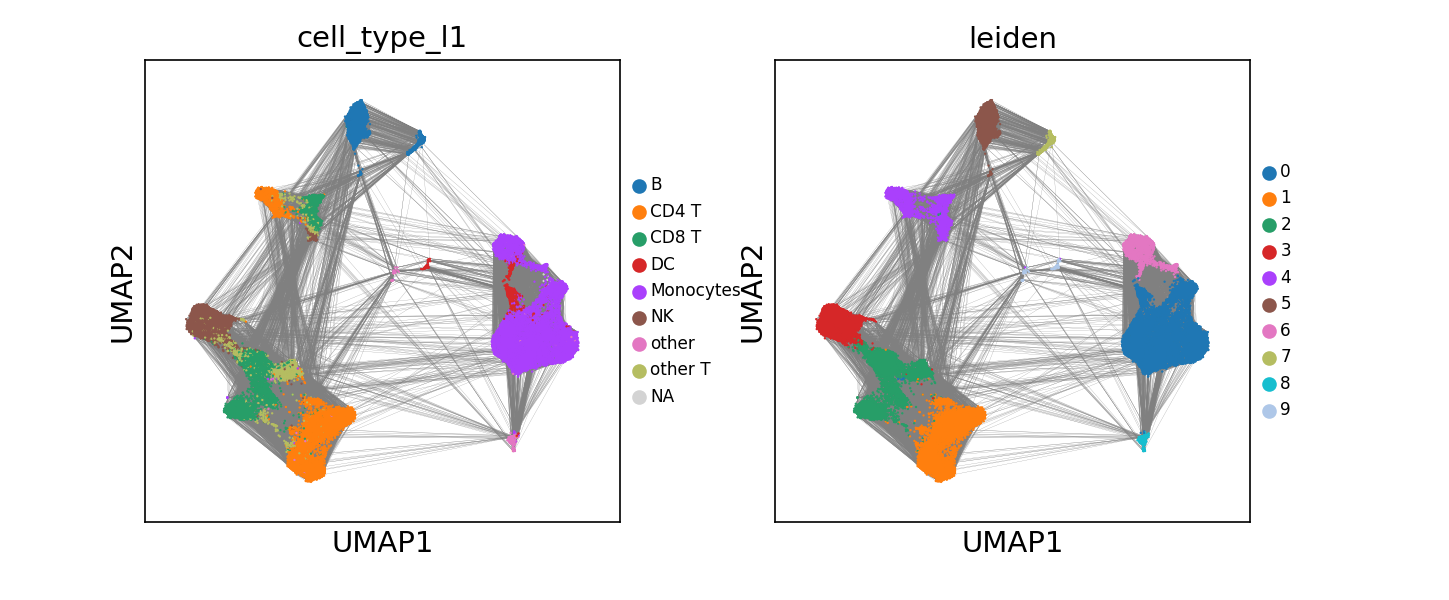 cell_type_l1
UMAP2
UMAP1
B
CD4 T
CD8 T
DC
Monocytes
NK
other
other T
NA
leiden
UMAP2
UMAP1
0
1
2
3
4
5
6
7
8
9